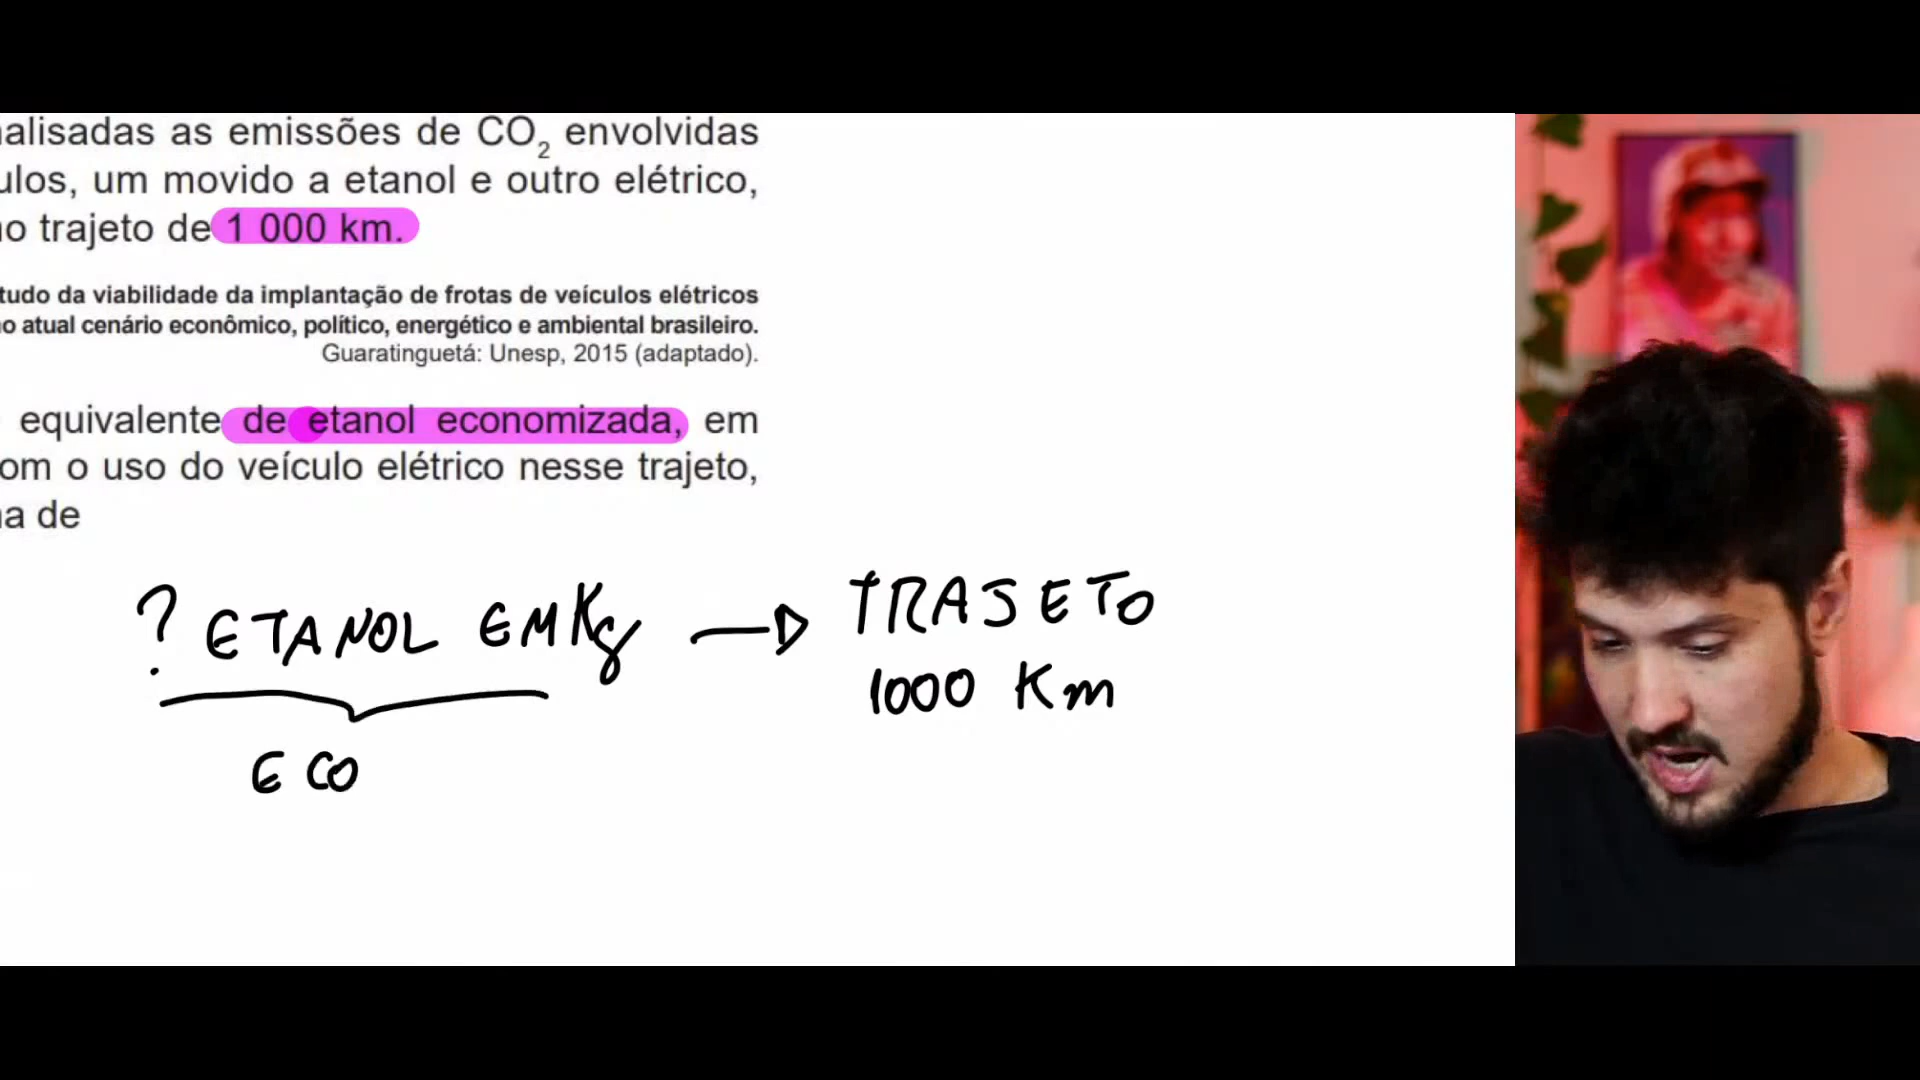 alisadas as emissões de CO2 envolvidas
ulos, um movido a etanol e outro elétrico,
o trajeto de 1 000 km.
tudo da viabilidade da implantação de frotas de veículos elétricos
o atual cenário econômico, político, energético e ambiental brasileiro.
Guaratinguetá: Unesp, 2015 (adaptado).
equivalente de etanol economizada, em
om o uso do veículo elétrico nesse trajeto,
a de
? ETANOL EM Kg → TRAJETO
1000 Km
ECO